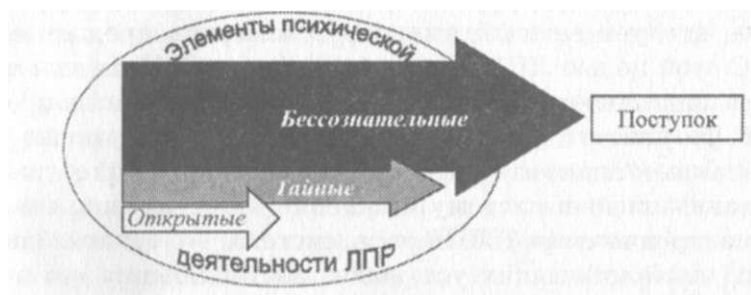 Элементы психической
Бессознательные
Поступок
Тайные
Открытые
деятельности ЛПР